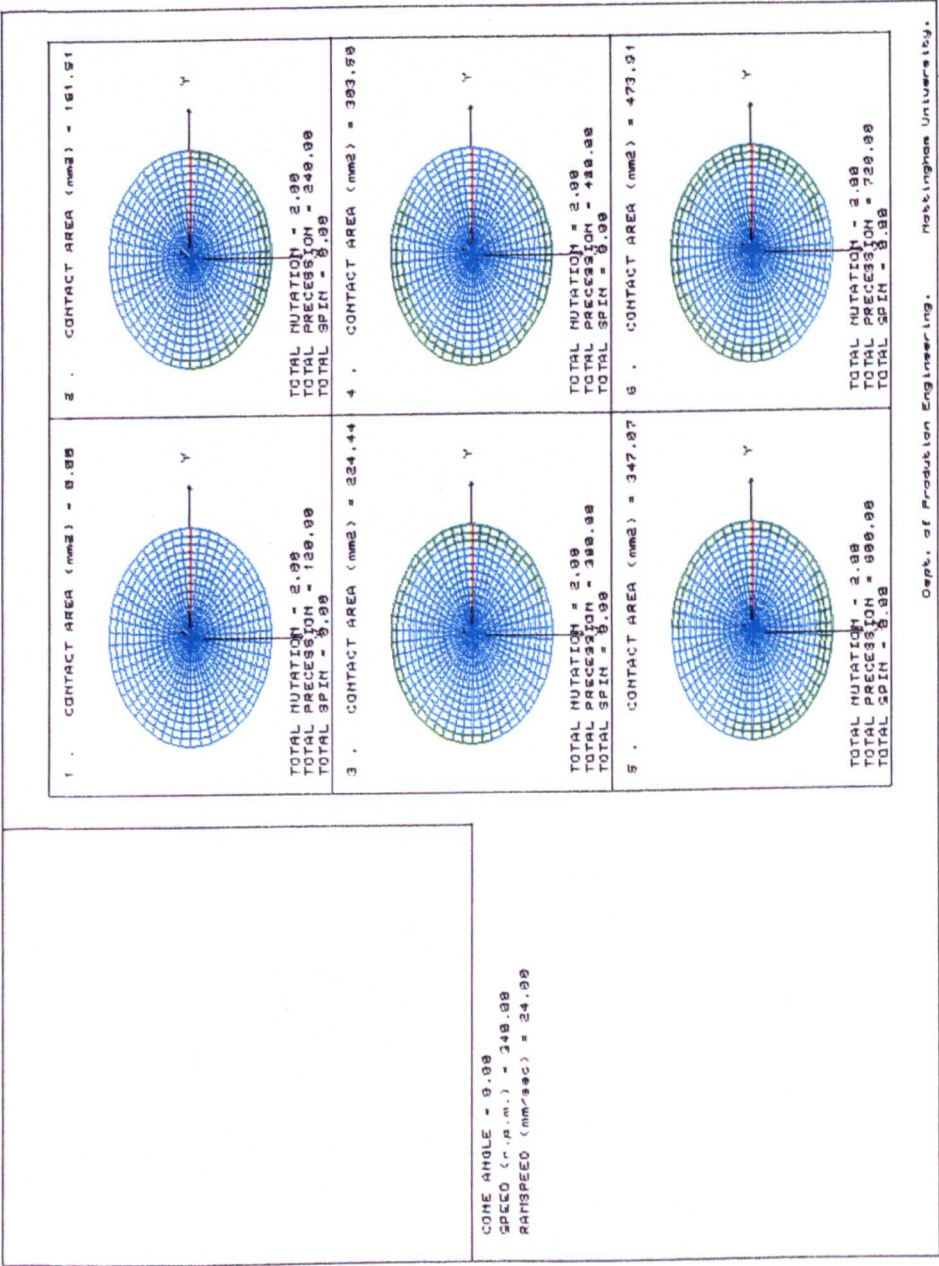 CONE ANGLE = 0.00
SPEED (r.p.m.) =
RAMSPEED (mm/sec) = 24.00
1 . CONTACT AREA (mm2) = 0.00
Y
TOTAL NUTATION = 2.00
TOTAL PRECESSION = 120.00
TOTAL SPIN = 0.00
2 . CONTACT AREA (mm2) =
Y
TOTAL NUTATION = 2.00
TOTAL PRECESSION = 240.00
TOTAL SPIN = 0.00
3 . CONTACT AREA (mm2) = 224.44
Y
TOTAL NUTATION = 2.00
TOTAL PRECESSION = 360.00
TOTAL SPIN = 0.00
4 . CONTACT AREA (mm2) = 303.50
Y
TOTAL NUTATION = 2.00
TOTAL PRECESSION = 480.00
TOTAL SPIN = 0.00
5 . CONTACT AREA (mm2) = 347.07
Y
TOTAL NUTATION = 2.00
TOTAL PRECESSION = 600.00
TOTAL SPIN = 0.00
6 . CONTACT AREA (mm2) = 473.91
Y
TOTAL NUTATION = 2.00
TOTAL PRECESSION = 720.00
TOTAL SPIN = 0.00
Dept. of Prodution Engineering. Nottingham University.